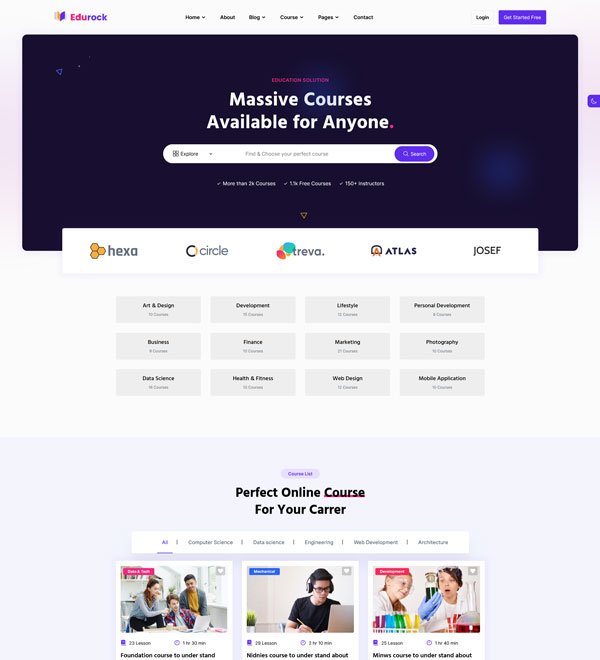 Edurock
Home About Blog Course Pages Contact
Login Get Started Free
EDUCATION SOLUTION
Massive Courses
Available for Anyone.
Explore Find & Choose your perfect course Search
✓ More than 2k Courses ✓ 1.1k Free Courses ✓ 150+ Instructors
hexa circle treva. ATLAS JOSEF
Art & Design Development Lifestyle Personal Development
10 Courses 15 Courses 12 Courses 9 Courses
Business Finance Marketing Photography
9 Courses 10 Courses 21 Courses 10 Courses
Data Science Health & Fitness Web Design Mobile Application
16 Courses 15 Courses 12 Courses 10 Courses
Course List
Perfect Online Course
For Your Carrer
All Computer Science Data science Engineering Web Development Architecture
Data & Tech Mechanical Development
23 Lesson 1 hr 30 min 29 Lesson 2 hr 10 min 25 Lesson 1 hr 40 min
Foundation course to under stand Nidnies course to under stand about Minws course to under stand about